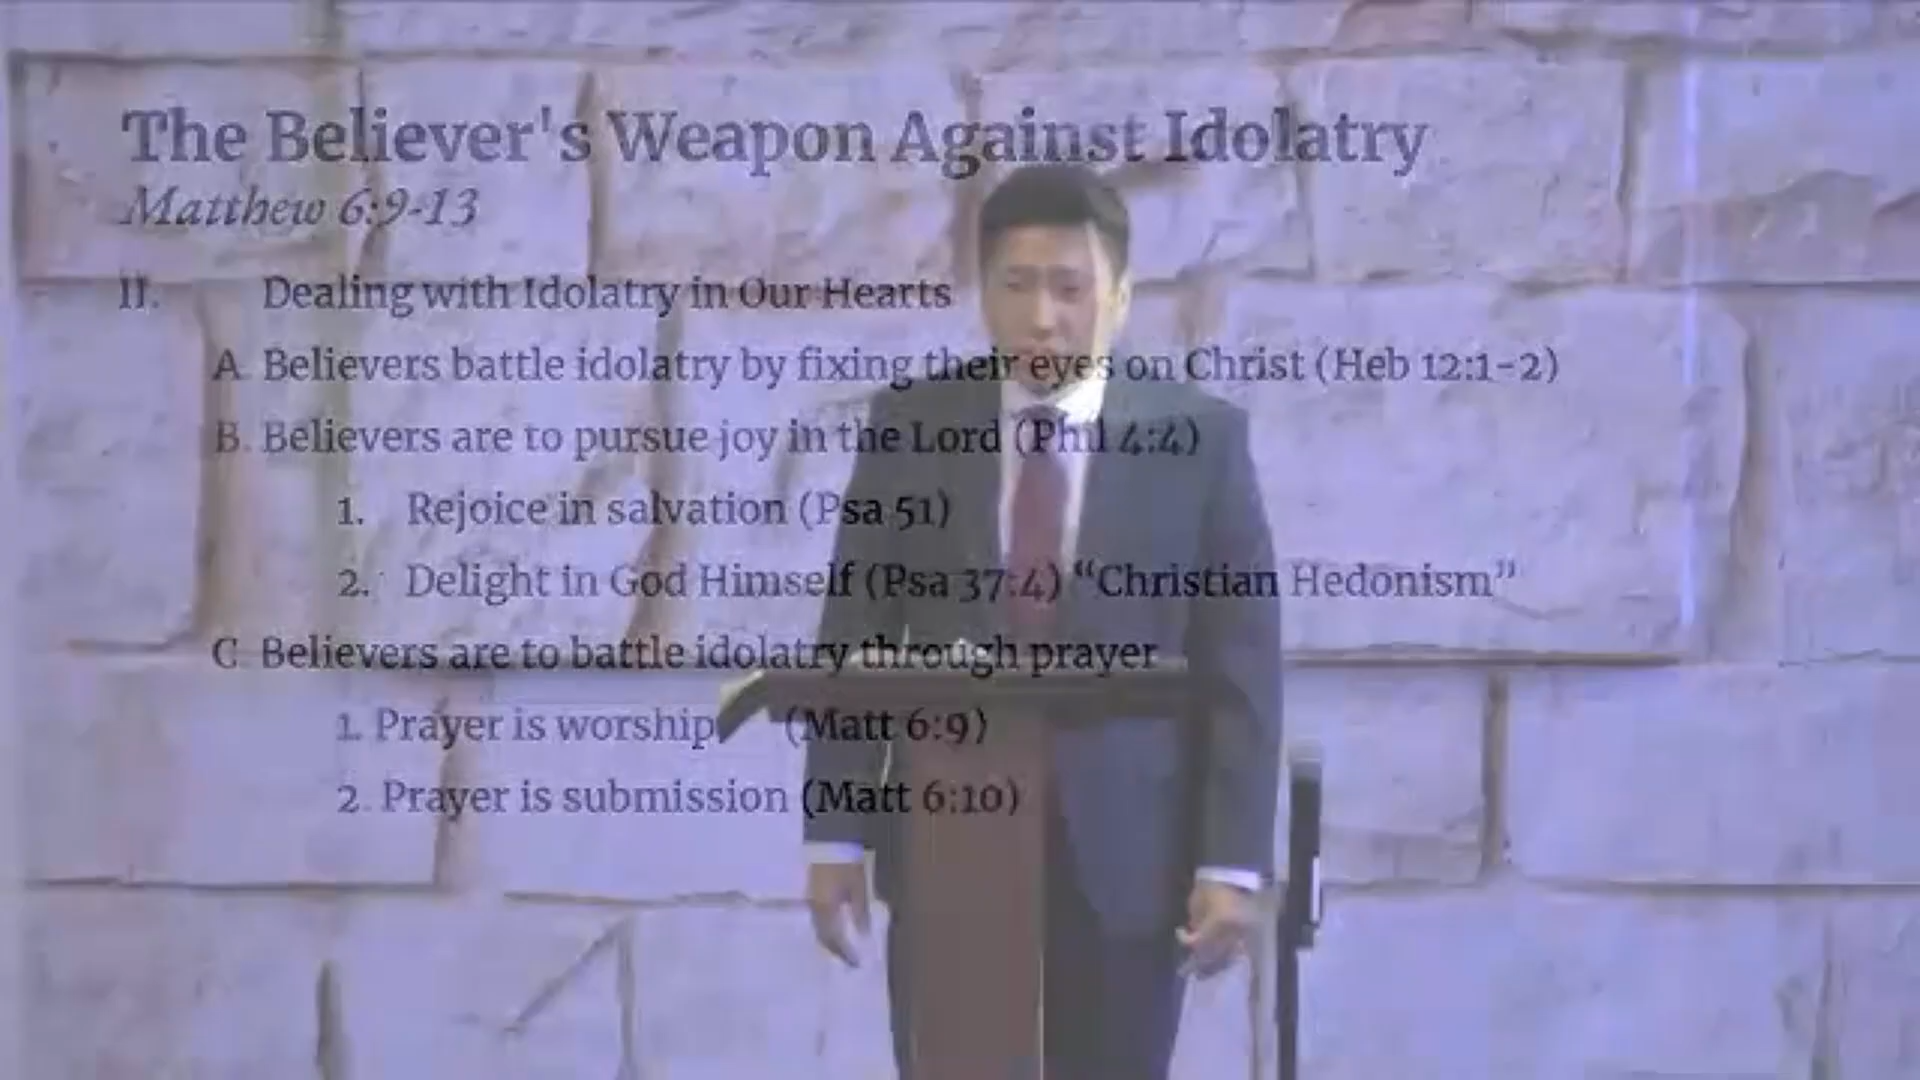 The Believer's Weapon Against Idolatry
Matthew 6:9-13
II. Dealing with Idolatry in Our Hearts
A. Believers battle idolatry by fixing their eyes on Christ (Heb 12:1-2)
B. Believers are to pursue joy in the Lord (Phil 4:4)
1. Rejoice in salvation (Psa 51)
2. Delight in God Himself (Psa 37:4) “Christian Hedonism”
C. Believers are to battle idolatry through prayer
1. Prayer is worship (Matt 6:9)
2. Prayer is submission (Matt 6:10)